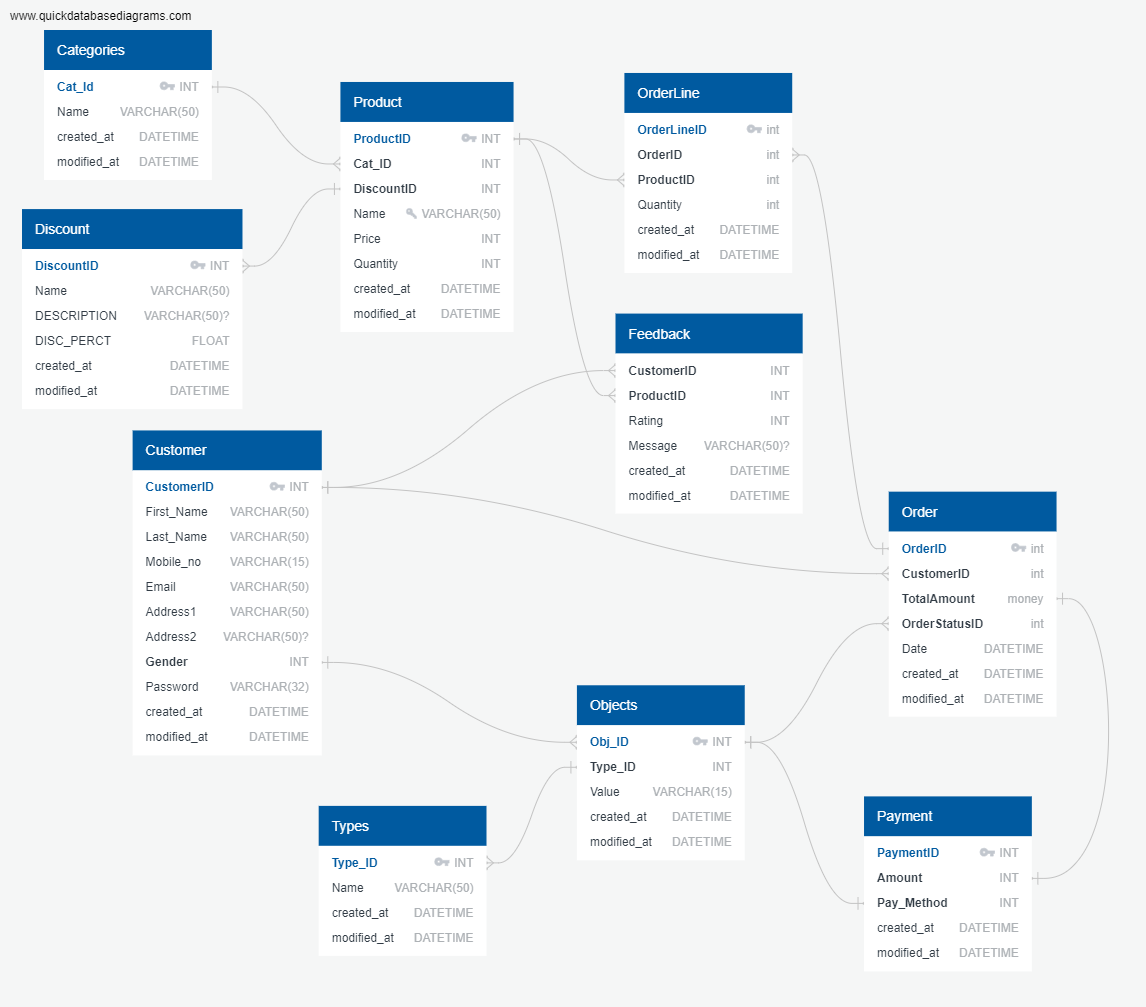 www.quickdatabasediagrams.com
Categories
Cat_Id INT
Name VARCHAR(50)
created_at DATETIME
modified_at DATETIME
Product
ProductID INT
Cat_ID INT
DiscountID INT
Name VARCHAR(50)
Price INT
Quantity INT
created_at DATETIME
modified_at DATETIME
OrderLine
OrderLineID int
OrderID int
ProductID int
Quantity int
created_at DATETIME
modified_at DATETIME
Discount
DiscountID INT
Name VARCHAR(50)
DESCRIPTION VARCHAR(50)?
DISC_PERCT FLOAT
created_at DATETIME
modified_at DATETIME
Feedback
CustomerID INT
ProductID INT
Rating INT
Message VARCHAR(50)?
created_at DATETIME
modified_at DATETIME
Customer
CustomerID INT
First_Name VARCHAR(50)
Last_Name VARCHAR(50)
Mobile_no VARCHAR(15)
Email VARCHAR(50)
Address1 VARCHAR(50)
Address2 VARCHAR(50)?
Gender INT
Password VARCHAR(32)
created_at DATETIME
modified_at DATETIME
Order
OrderID int
CustomerID int
TotalAmount money
OrderStatusID int
Date DATETIME
created_at DATETIME
modified_at DATETIME
Objects
Obj_ID INT
Type_ID INT
Value VARCHAR(15)
created_at DATETIME
modified_at DATETIME
Types
Type_ID INT
Name VARCHAR(50)
created_at DATETIME
modified_at DATETIME
Payment
PaymentID INT
Amount INT
Pay_Method INT
created_at DATETIME
modified_at DATETIME